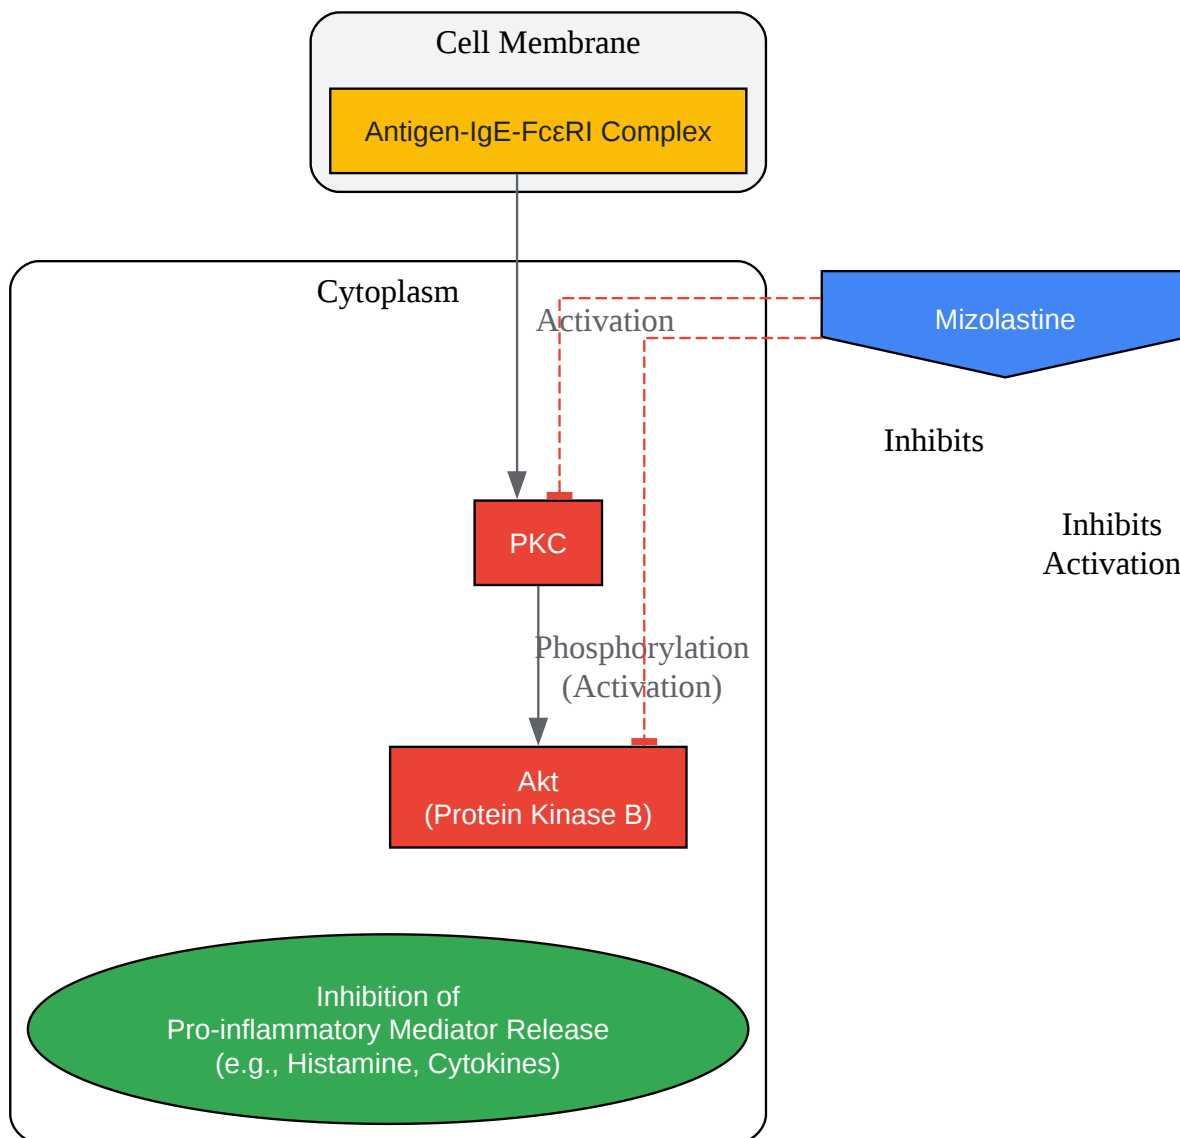 Cell Membrane
Antigen-IgE-FcεRI Complex
Cytoplasm
Activation
Mizolastine
Inhibits
Inhibits
Activation
PKC
Phosphorylation
(Activation)
Akt
(Protein Kinase B)
Inhibition of
Pro-inflammatory Mediator Release
(e.g., Histamine, Cytokines)